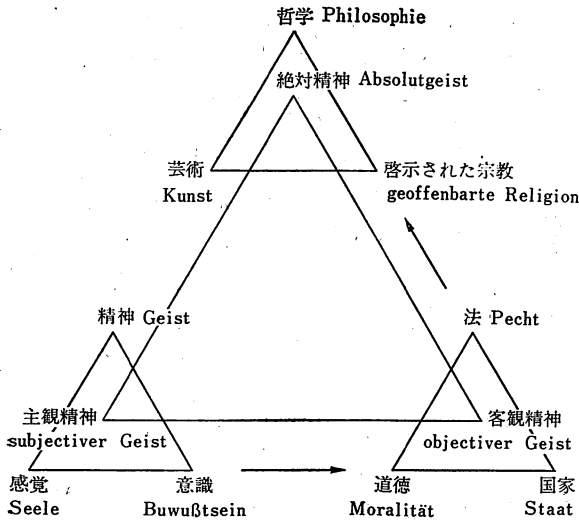 哲学 Philosophie
絶対精神 Absolutgeist
芸術
Kunst
啓示された宗教
geoffenbarte Religion
精神 Geist
法 Pecht
主観精神
subjectiver Geist
客観精神
objectiver Geist
感覚
Seele
意識
Buwußtsein
道徳
Moralität
国家
Staat